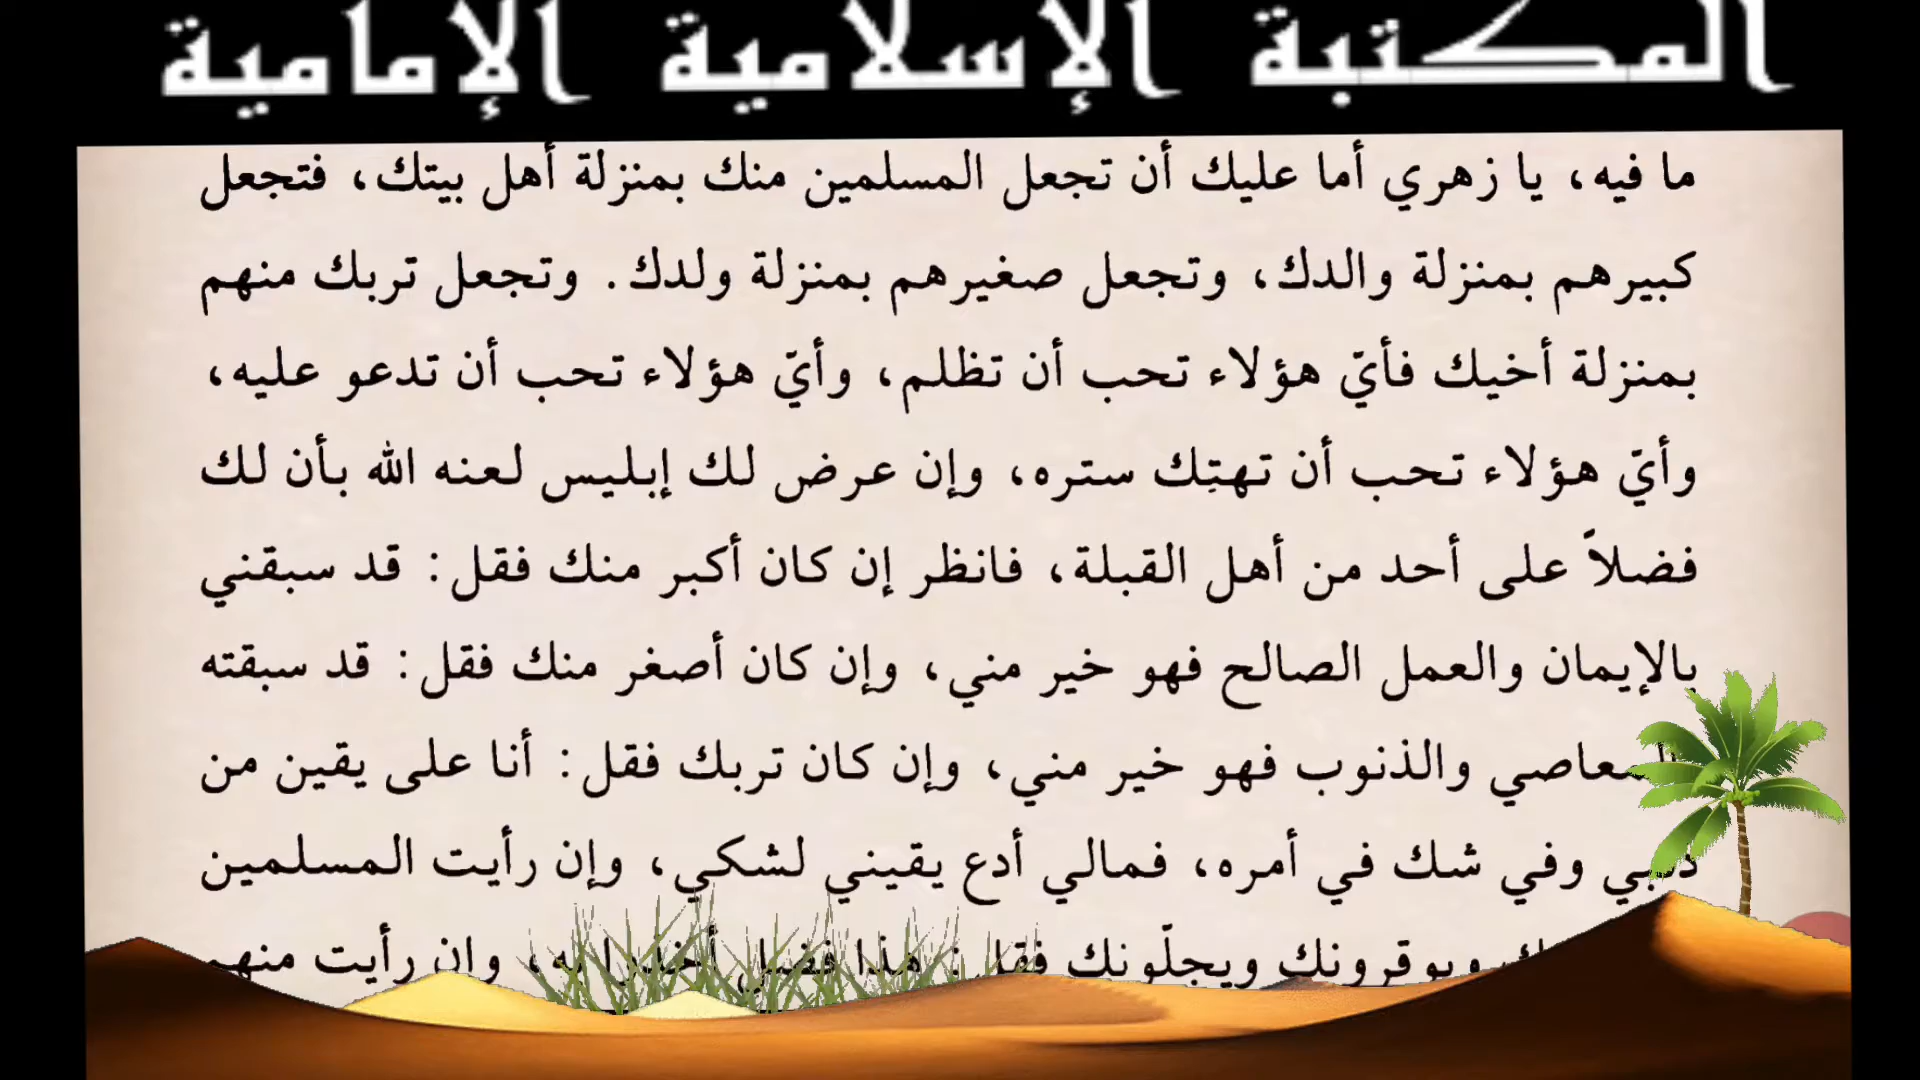 المكتبة الإسلامية الإمامية
ما فيه، يا زهري أما عليك أن تجعل المسلمين منك بمنزلة أهل بيتك، فتجعل
كبيرهم بمنزلة والدك، وتجعل صغيرهم بمنزلة ولدك. وتجعل تربك منهم
بمنزلة أخيك فأيّ هؤلاء تحب أن تظلم، وأيّ هؤلاء تحب أن تدعو عليه،
وأيّ هؤلاء تحب أن تهتِك ستره، وإن عرض لك إبليس لعنه الله بأن لك
فضلاً على أحد من أهل القبلة، فانظر إن كان أكبر منك فقل: قد سبقني
بالإيمان والعمل الصالح فهو خير مني، وإن كان أصغر منك فقل: قد سبقته
بالمعاصي والذنوب فهو خير مني، وإن كان تربك فقل: أنا على يقين من
ذنبي وفي شك في أمره، فمالي أدع يقيني لشكي، وإن رأيت المسلمين
ويوقرونك ويجلّونك فقل: هذا فضل أخذوا به، وإن رأيت منهم